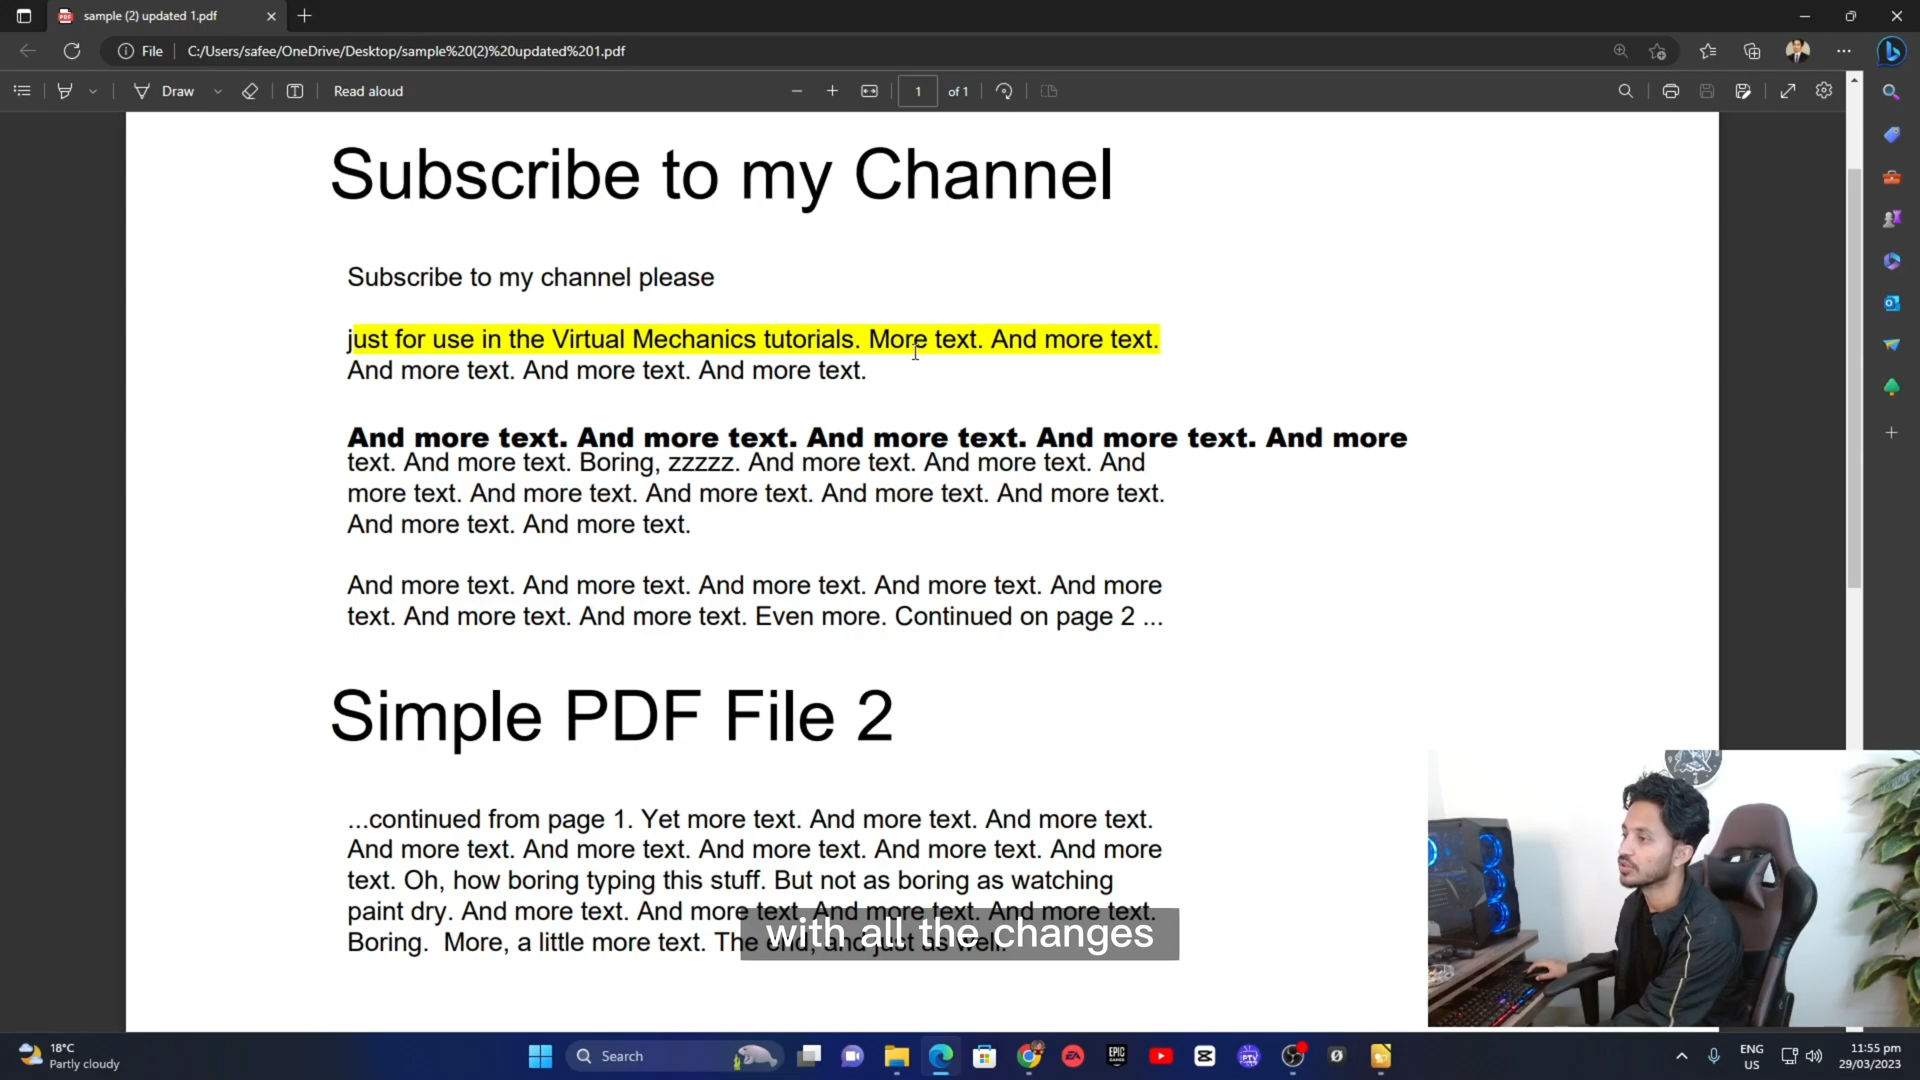 sample (2) updated 1.pdf
File
C:/Users/safee/OneDrive/Desktop/sample%20(2)%20updated%201.pdf
Draw
Read aloud
1
of 1
Subscribe to my Channel
Subscribe to my channel please
just for use in the Virtual Mechanics tutorials. More text. And more text.
And more text. And more text. And more text.
And more text. And more text. And more text. And more text. And more
text. And more text. Boring, zzzzz. And more text. And more text. And
more text. And more text. And more text. And more text. And more text.
And more text. And more text.
And more text. And more text. And more text. And more text. And more
text. And more text. And more text. Even more. Continued on page 2 ...
Simple PDF File 2
...continued from page 1. Yet more text. And more text. And more text.
And more text. And more text. And more text. And more text. And more
text. Oh, how boring typing this stuff. But not as boring as watching
paint dry. And more text. And more text. And more text. And more text.
Boring.  More, a little more text. The end, and just as well.
with all the changes
18°C
Partly cloudy
Search
EPIC
GAMES
EA
IPTV
ENG
US
11:55 pm
29/03/2023